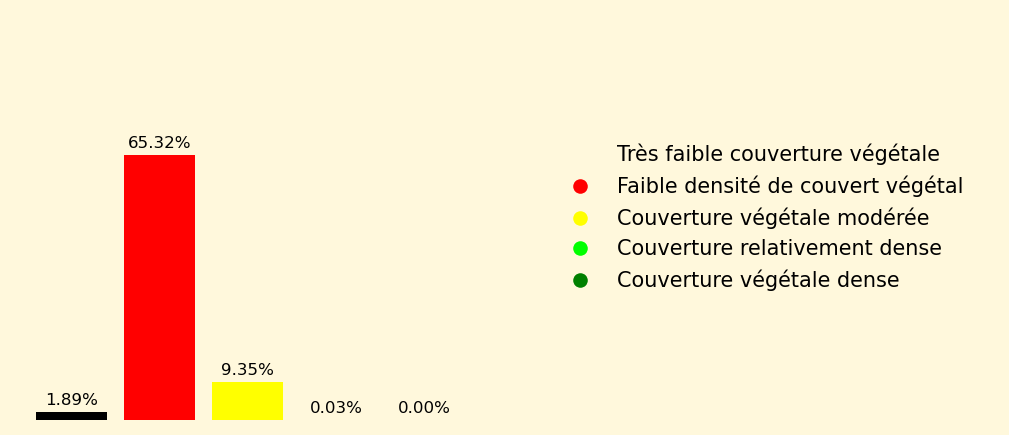 65.32%
9.35%
1.89%
0.03%
0.00%
Très faible couverture végétale
Faible densité de couvert végétal
Couverture végétale modérée
Couverture relativement dense
Couverture végétale dense